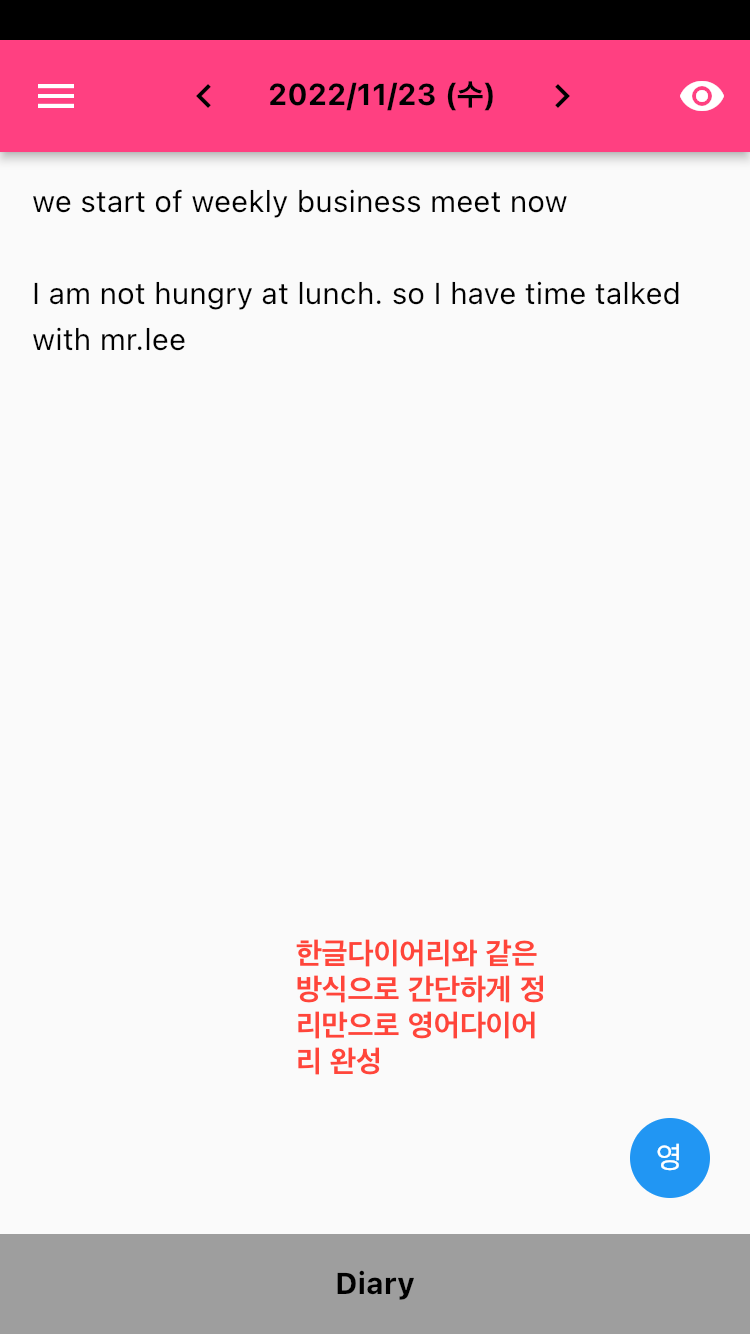 2022/11/23 (수)
we start of weekly business meet now
I am not hungry at lunch. so I have time talked
with mr.lee
한글다이어리와 같은
방식으로 간단하게 정
리만으로 영어다이어
리 완성
영
Diary